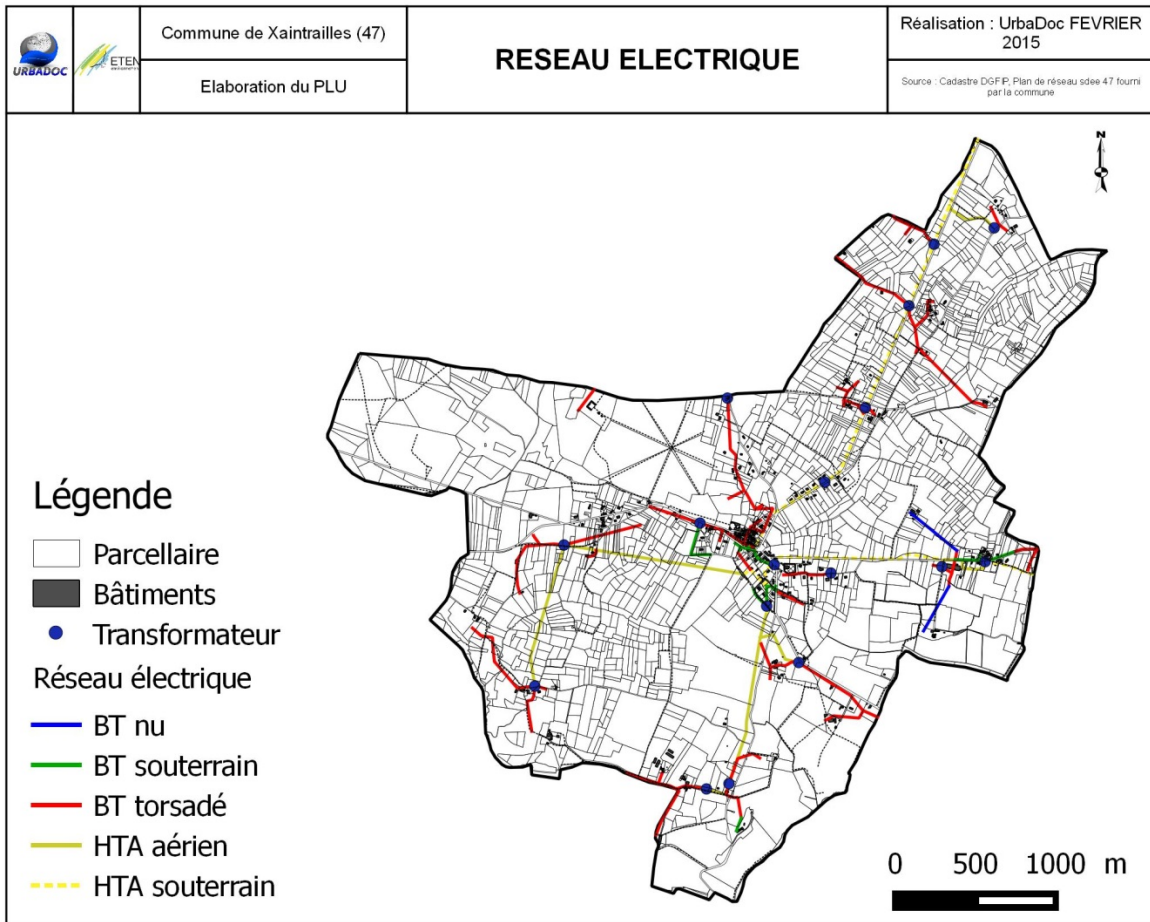 URBADOC
ETEN
Commune de Xaintrailles (47)
Elaboration du PLU
RESEAU ELECTRIQUE
Réalisation : UrbaDoc FEVRIER
2015
Source : Cadastre DGFIP, Plan de réseau sdee 47 fourni
par la commune
N
Légende
Parcellaire
Bâtiments
Transformateur
Réseau électrique
BT nu
BT souterrain
BT torsadé
HTA aérien
HTA souterrain
0 500 1000 m